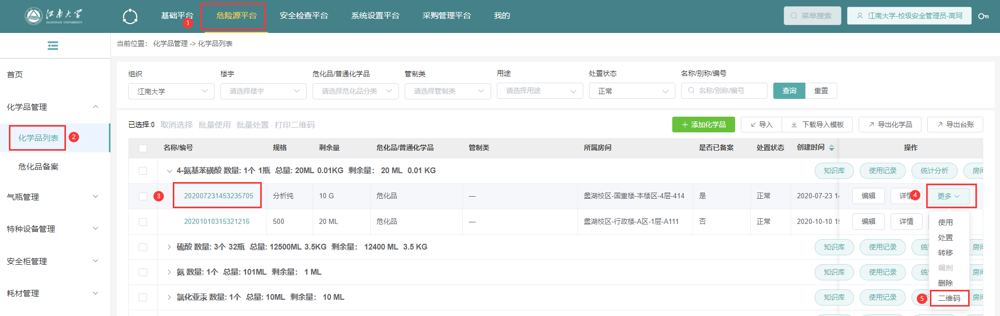 江南大学
JIANGNAN UNIVERSITY
基础平台 危险源平台 安全检查平台 系统设置平台 采购管理平台 我的
菜单搜索
江南大学-校级安全管理员-高珂
1
当前位置： 化学品管理 -> 化学品列表
首页
化学品管理
化学品列表
2
危化品备案
气瓶管理
特种设备管理
安全柜管理
耗材管理
组织 楼宇 危化品/普通化学品 管制类 用途 处置状态 名称/别称/编号
江南大学 请选择楼宇 请选择危化品分类 请选择管制类 请选择用途 正常 名称/别称/编号 查询 重置
已选择:0 取消选择 批量使用 批量处置 打印二维码 添加化学品 导入 下载导入模板 导出化学品 导出台账
名称/编号 规格 剩余量 危化品/普通化学品 管制类 所属房间 是否已备案 处置状态 创建时间 操作
4-氨基苯磺酸 数量: 1个 1瓶 总量: 20ML 0.01KG 剩余量： 20 ML 0.01 KG 知识库 使用记录 统计分析 房间
3 202007231453235705 分析纯 10 G 危化品 — 蠡湖校区-国重楼-本楼区-4层-414 是 正常 2020-07-23 14 编辑 详情 4 更多
20201010315321216 500 20 ML 危化品 — 蠡湖校区-行政楼-A区-1层-A111 否 正常 2020-10-10 15 编辑 详情
硫酸 数量: 3个 32瓶 总量: 12500ML 3.5KG 剩余量： 12400 ML 3.5 KG 知识库 使用记录 统 房间
氨 数量: 1个 总量: 101ML 剩余量： 1 ML 知识库 使用记录 统 房间
氯化亚汞 数量: 1个 总量: 10ML 剩余量： 10 ML 知识库 使用记录 房间
使用
处置
转移
调剂
删除
5 二维码